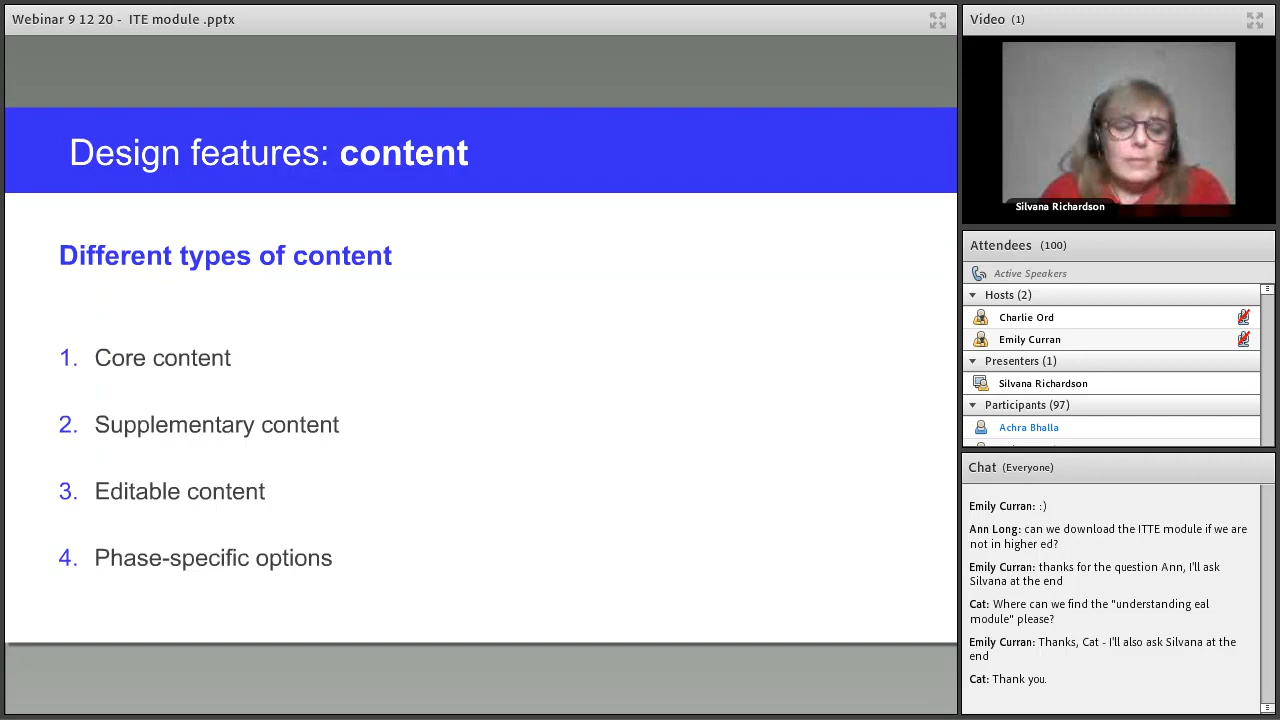 Webinar 9 12 20 - ITE module .pptx
Design features: content
Different types of content
1. Core content
2. Supplementary content
3. Editable content
4. Phase-specific options
Video (1)
Silvana Richardson
Attendees (100)
Active Speakers
Hosts (2)
Charlie Ord
Emily Curran
Presenters (1)
Silvana Richardson
Participants (97)
Achra Bhalla
Chat (Everyone)
Emily Curran: :)
Ann Long: can we download the ITTE module if we are
not in higher ed?
Emily Curran: thanks for the question Ann, I'll ask
Silvana at the end
Cat: Where can we find the "understanding eal
module" please?
Emily Curran: Thanks, Cat - I'll also ask Silvana at the
end
Cat: Thank you.